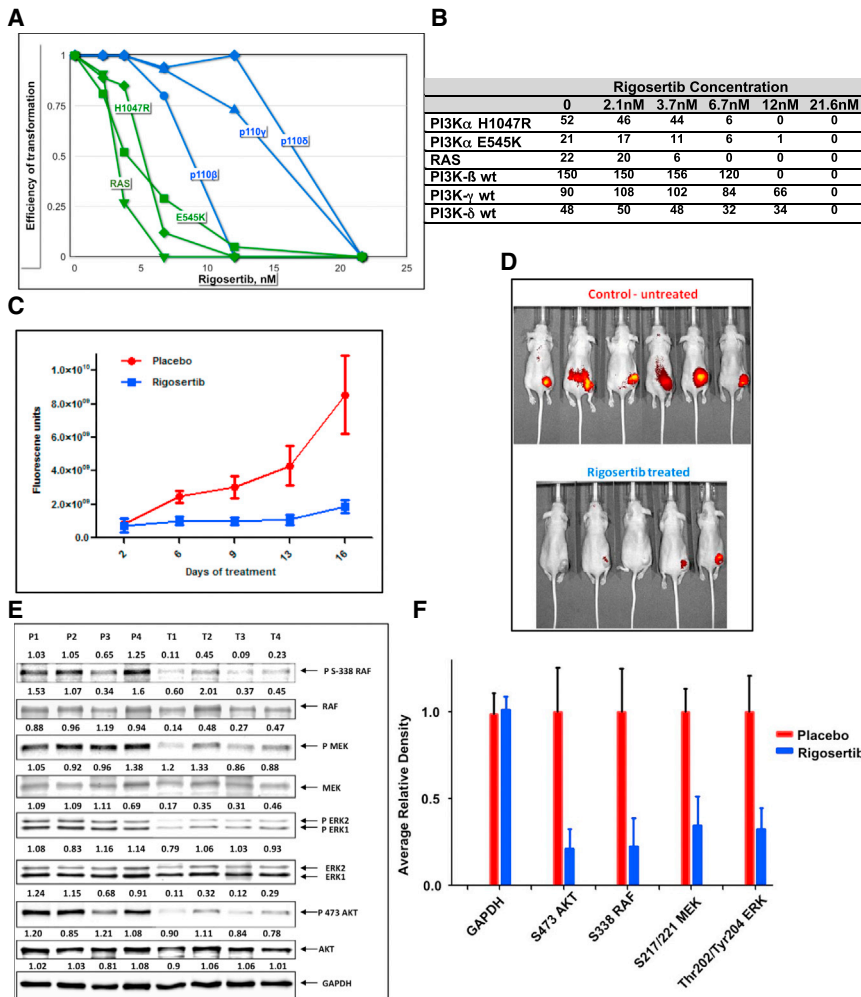 A
Efficiency of transformation
1
0.75
0.5
0.25
0
H1047R
RAS
E545K
p110β
p110γ
p110δ
0 5 10 15 20 25
Rigosertib, nM
B
Rigosertib Concentration
0 2.1nM 3.7nM 6.7nM 12nM 21.6nM
PI3Kα H1047R 52 46 44 6 0 0
PI3Kα E545K 21 17 11 6 1 0
RAS 22 20 6 0 0 0
PI3K-ß wt 150 150 156 120 0 0
PI3K-γ wt 90 108 102 84 66 0
PI3K-δ wt 48 50 48 32 34 0
C
Fluorescene units
1.0×10¹⁰
8.0×10⁰⁹
6.0×10⁰⁹
4.0×10⁰⁹
2.0×10⁰⁹
0.0
Placebo
Rigosertib
2 6 9 13 16
Days of treatment
D
Control - untreated
Rigosertib treated
E
P1 P2 P3 P4 T1 T2 T3 T4
1.03 1.05 0.65 1.25 0.11 0.45 0.09 0.23
P S-338 RAF
1.53 1.07 0.34 1.6 0.60 2.01 0.37 0.45
RAF
0.88 0.96 1.19 0.94 0.14 0.48 0.27 0.47
P MEK
1.05 0.92 0.96 1.38 1.2 1.33 0.86 0.88
MEK
1.09 1.09 1.11 0.69 0.17 0.35 0.31 0.46
P ERK2
P ERK1
1.08 0.83 1.16 1.14 0.79 1.06 1.03 0.93
ERK2
ERK1
1.24 1.15 0.68 0.91 0.11 0.32 0.12 0.29
P 473 AKT
1.20 0.85 1.21 1.08 0.90 1.11 0.84 0.78
AKT
1.02 1.03 0.81 1.08 0.9 1.06 1.06 1.01
GAPDH
F
Average Relative Density
1.0
0.5
0.0
Placebo
Rigosertib
GAPDH
S473 AKT
S338 RAF
S217/221 MEK
Thr202/Tyr204 ERK